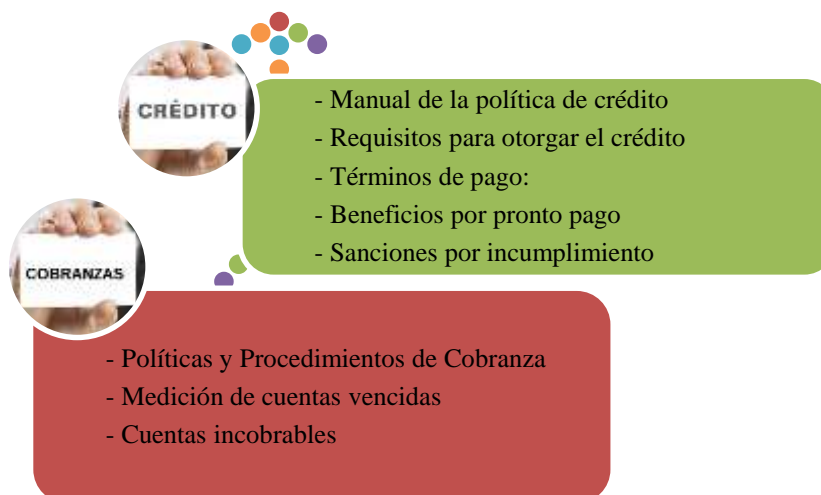 CRÉDITO
- Manual de la política de crédito
- Requisitos para otorgar el crédito
- Términos de pago:
- Beneficios por pronto pago
- Sanciones por incumplimiento
COBRANZAS
- Políticas y Procedimientos de Cobranza
- Medición de cuentas vencidas
- Cuentas incobrables